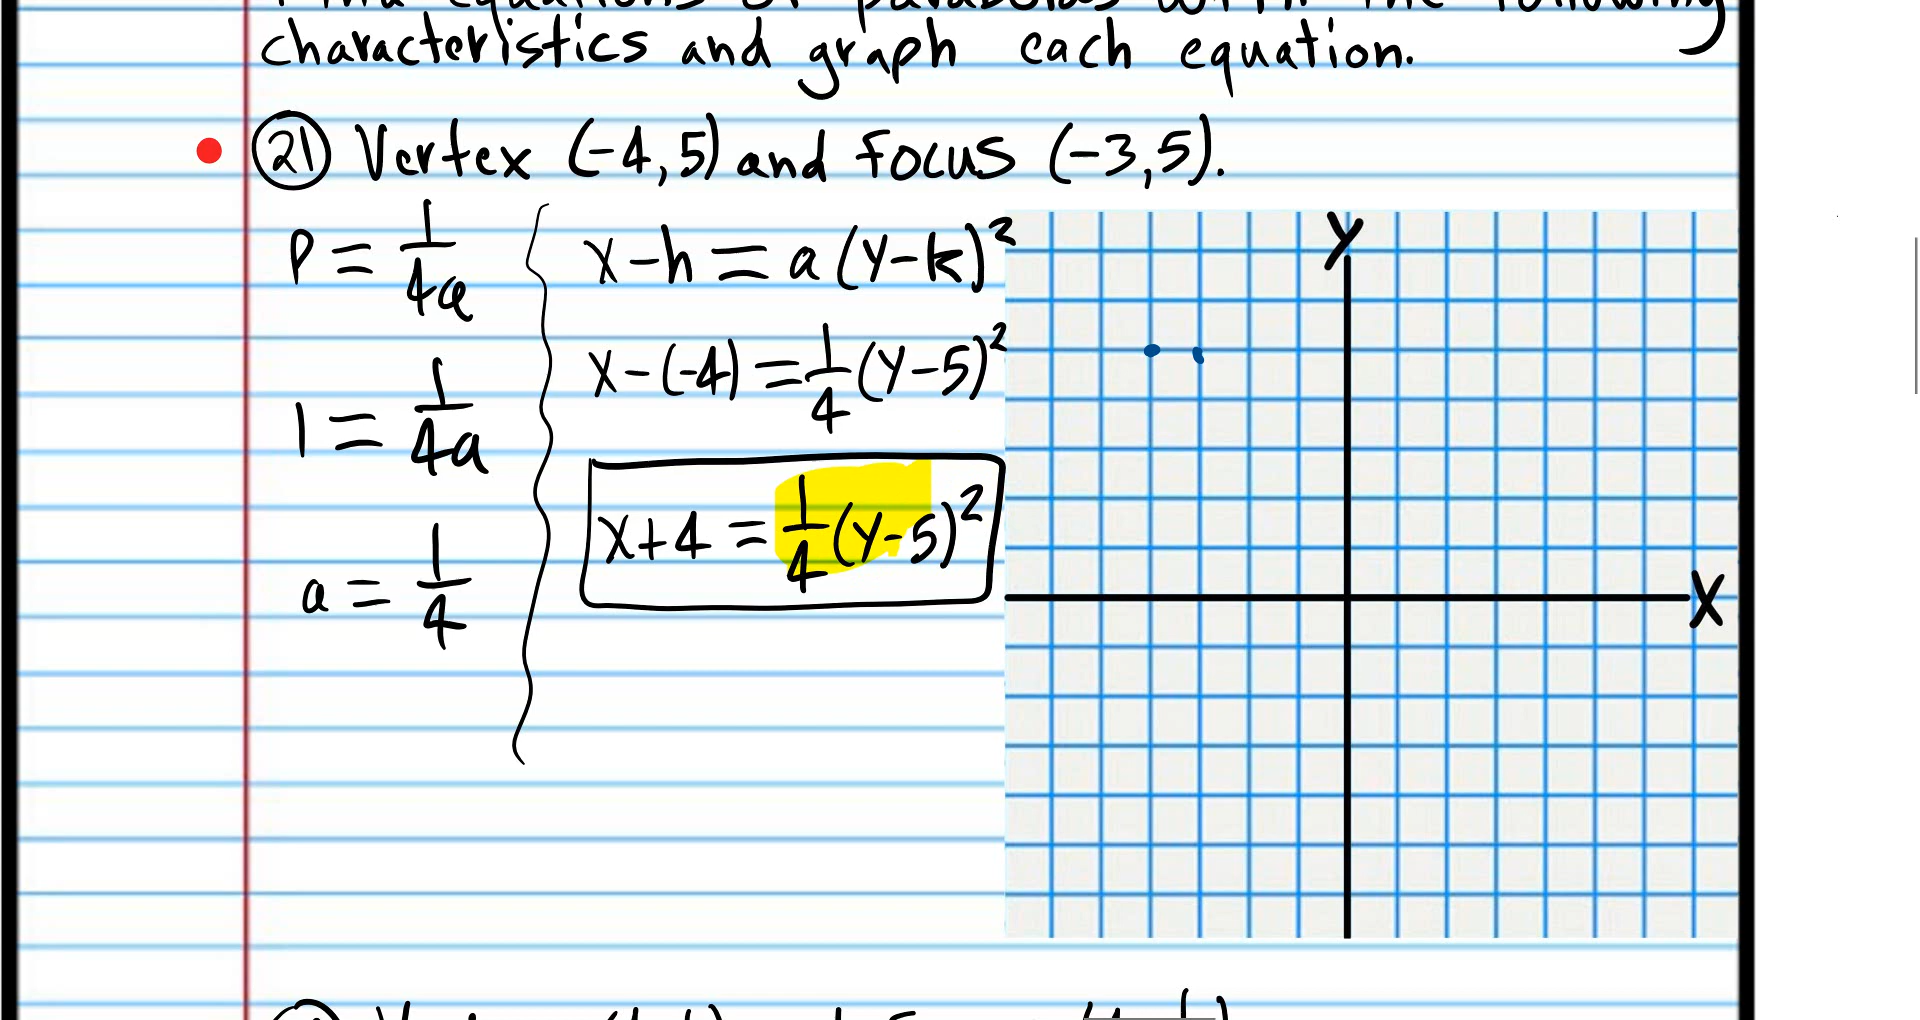 characteristics and graph each equation.
21 Vertex (-4,5) and focus (-3,5).
P = 1/4a
x-h = a(y-k)²
x-(-4) = 1/4(y-5)²
1 = 1/4a
x+4 = 1/4(y-5)²
a = 1/4
y
x